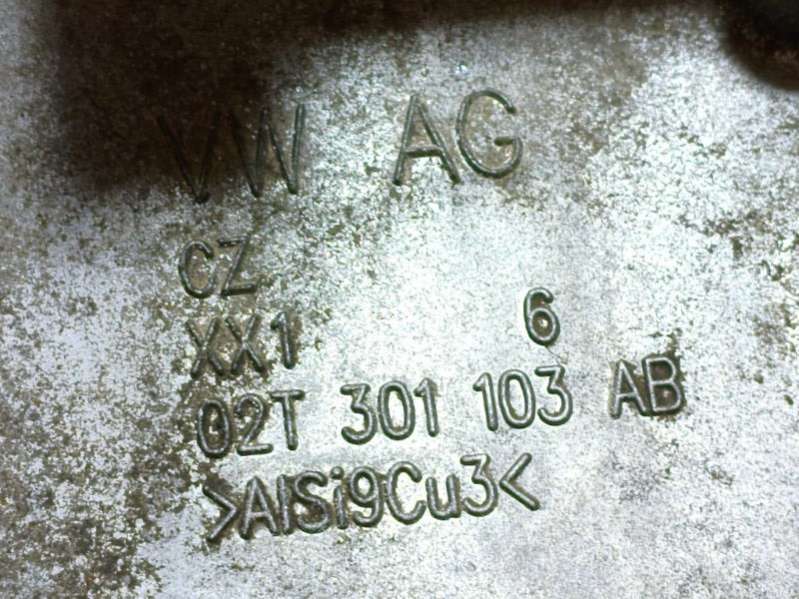 VW AG
CZ
XX1 6
02T 301 103 AB
>AlSi9Cu3<